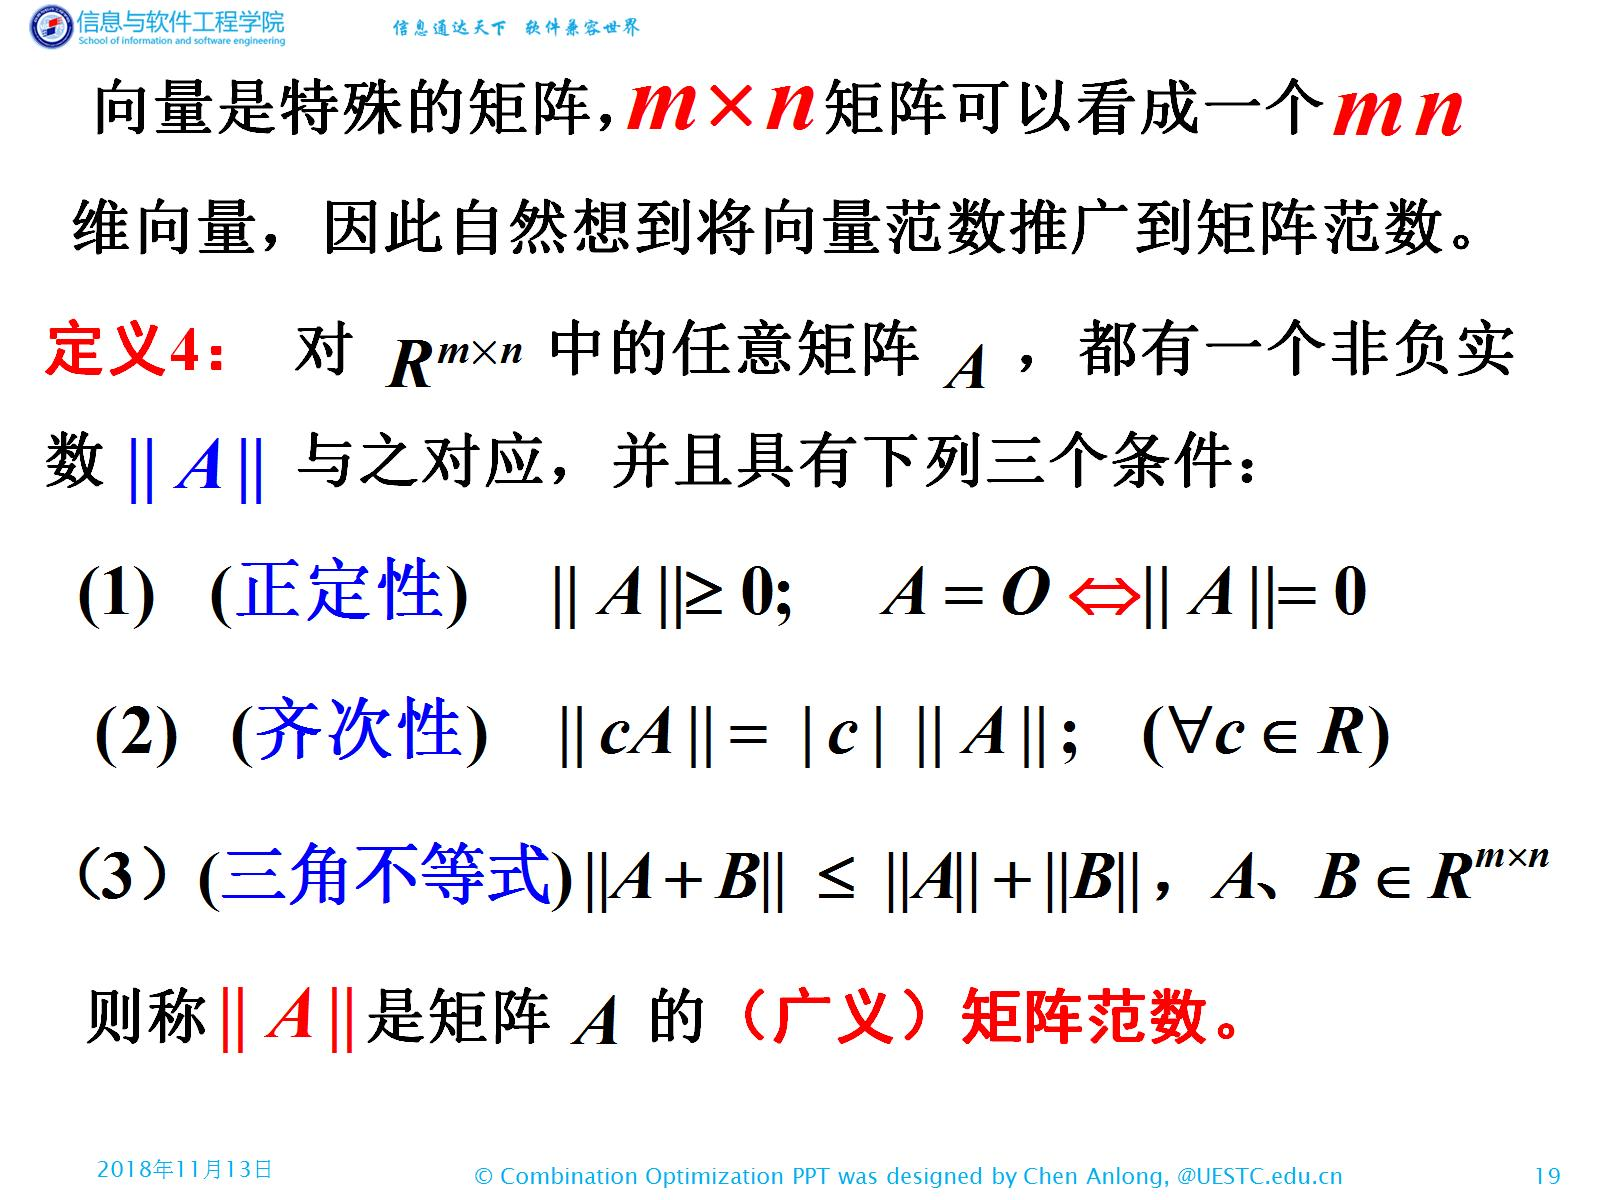 信息与软件工程学院
School of information and software engineering
信息通达天下 软件兼容世界
向量是特殊的矩阵，m×n矩阵可以看成一个mn
维向量，因此自然想到将向量范数推广到矩阵范数。
定义4： 对 R^{m×n} 中的任意矩阵 A ，都有一个非负实
数 || A || 与之对应，并且具有下列三个条件：
(1) (正定性) || A ||≥ 0; A = O ⇔|| A ||= 0
(2) (齐次性) || cA || = | c | || A || ; (∀c ∈ R)
（3）(三角不等式) ||A + B|| ≤ ||A|| + ||B||，A、B ∈ R^{m×n}
则称 || A || 是矩阵 A 的（广义）矩阵范数。
2018年11月13日
© Combination Optimization PPT was designed by Chen Anlong, @UESTC.edu.cn
19